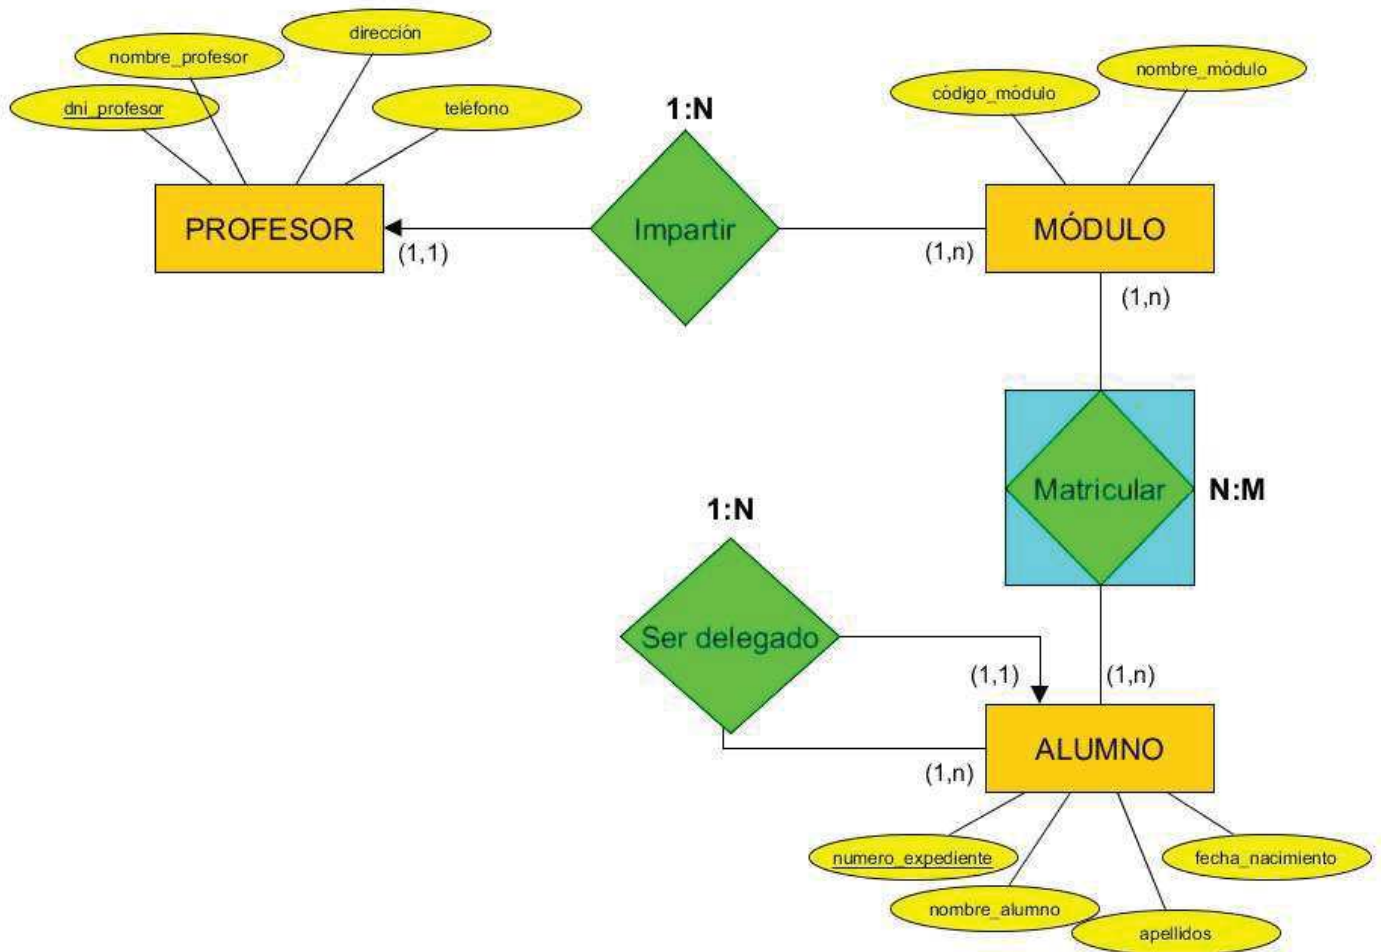 dirección
nombre_profesor
dni_profesor
teléfono
1:N
nombre_módulo
código_módulo
PROFESOR
(1,1)
Impartir
(1,n)
MÓDULO
(1,n)
Matricular
N:M
1:N
Ser delegado
(1,1)
(1,n)
(1,n)
ALUMNO
numero_expediente
nombre_alumno
apellidos
fecha_nacimiento